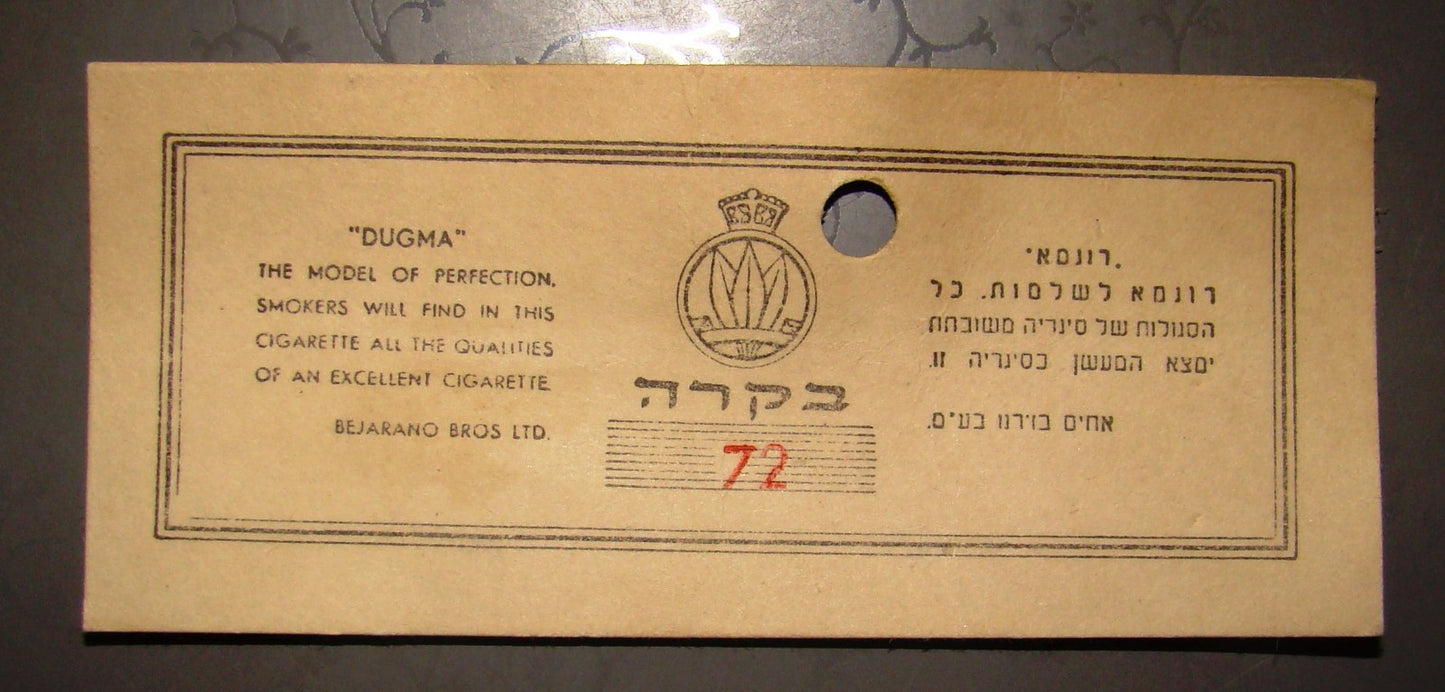 "DUGMA"
THE MODEL OF PERFECTION.
SMOKERS WILL FIND IN THIS
CIGARETTE ALL THE QUALITIES
OF AN EXCELLENT CIGARETTE
BEJARANO BROS LTD.
בקרה
72
"דוגמא"
דוגמא לשלמות. כל
הסגולות של סיגריה משובחת
ימצא המעשן בסיגריה זו.
אחים בז'רנו בע"מ.